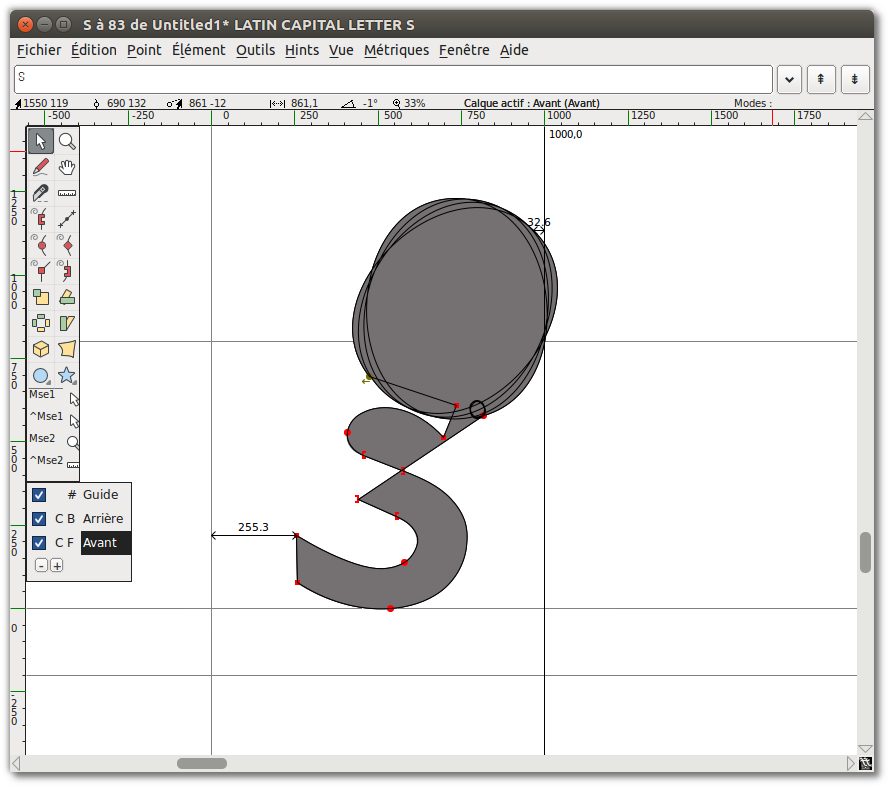 S à 83 de Untitled1* LATIN CAPITAL LETTER S
Fichier Édition Point Élément Outils Hints Vue Métriques Fenêtre Aide
S
1550 119 690 132 861 -12 861,1 -1° 33% Calque actif : Avant (Avant) Modes :
-500 -250 0 250 500 750 1000 1250 1500 1750
1000,0
32.6
1250
1000
750
500
250
0
-250
Mse1
^Mse1
Mse2
^Mse2
# Guide
C B Arrière
C F Avant
- +
255.3